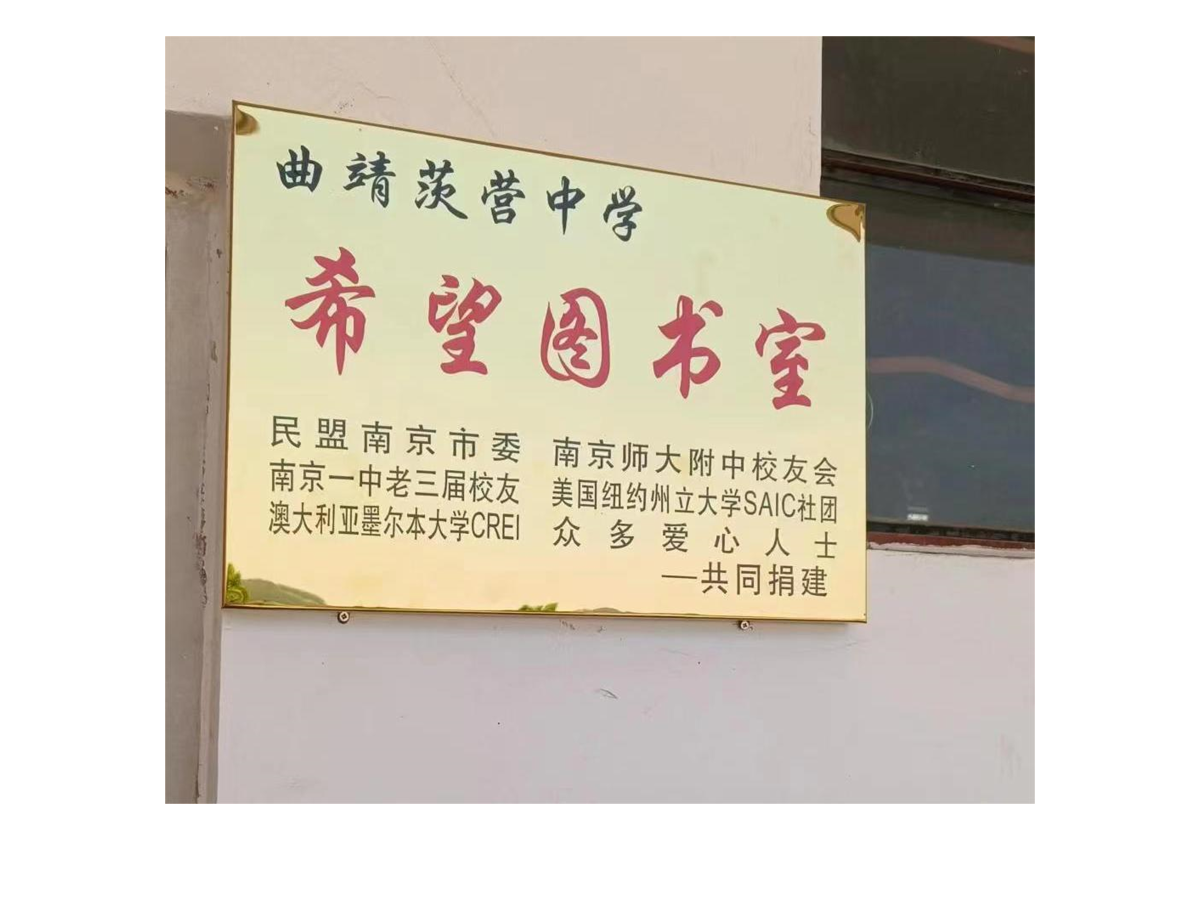 曲靖茨营中学
希望图书室
民盟南京市委 南京师大附中校友会
南京一中老三届校友 美国纽约州立大学SAIC社团
澳大利亚墨尔本大学CREI 众多爱心人士
—共同捐建